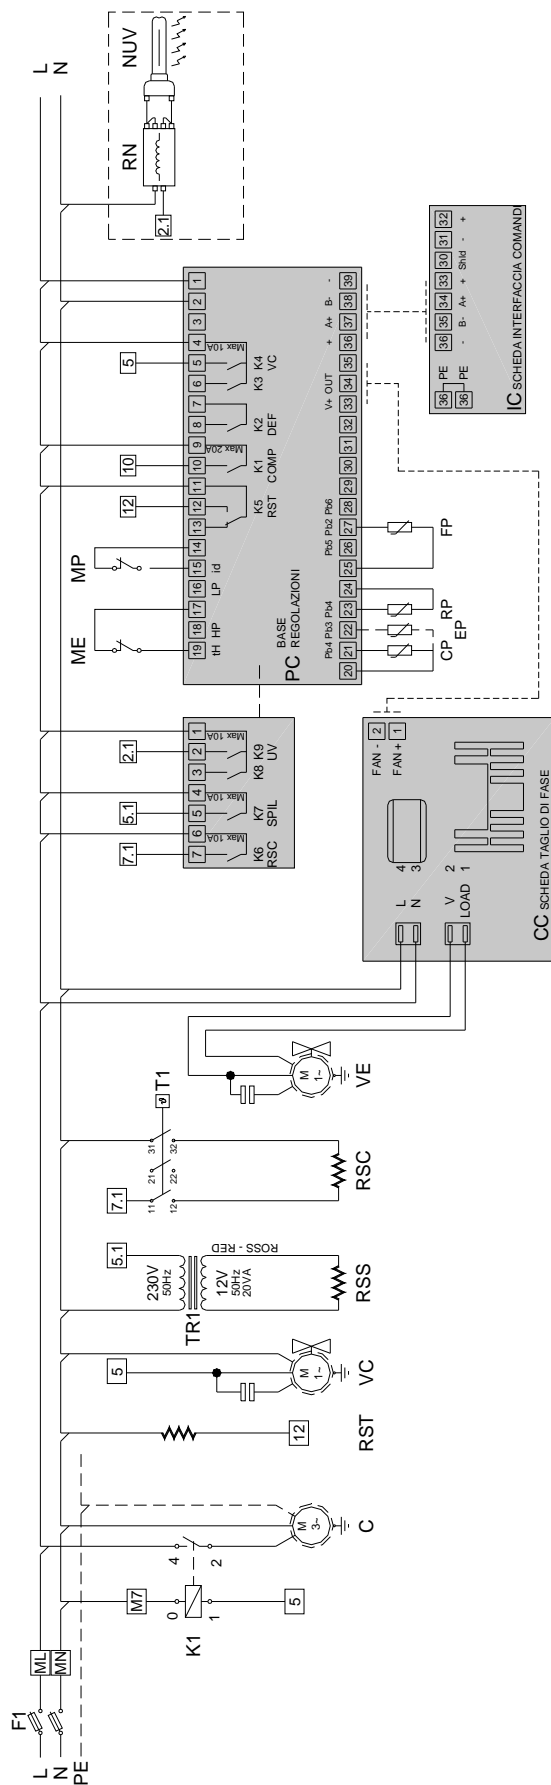 L
N
PE
F1
ML
MN
M7
0
1
K1
5
4
2
M
3~
C
12
RST
5
M
1~
VC
5.1
230V
50Hz
12V
50Hz
20VA
TR1
ROSS - RED
RSS
7.1
11
12
21
22
31
32
T1
RSC
M
1~
VE
L
N
4
3
V
LOAD
2
1
FAN -
2
FAN +
1
CC SCHEDA TAGLIO DI FASE
7.1
5.1
2.1
7
6
5
4
3
2
1
Max 10A
Max 10A
Max 10A
K6
RSC
K7
SPIL
K8
K9
UV
ME
MP
12
10
5
19
18
17
16
15
14
13
12
11
10
9
8
7
6
5
4
3
2
1
tH
HP
LP
id
K5
RST
K1
COMP
Max 20A
K2
DEF
K3
K4
VC
Max 10A
PC
BASE
REGOLAZIONI
Pb4
Pb3
Pb4
Pb5
Pb2
Pb6
V+
OUT
+
A+
B-
-
20
21
22
23
24
25
26
27
28
29
30
31
32
33
34
35
36
37
38
39
CP
EP
RP
FP
36
PE
36
PE
36
35
34
33
30
31
32
-
B-
A+
+
Shld
-
+
IC SCHEDA INTERFACCIA COMANDI
2.1
RN
NUV
L
N